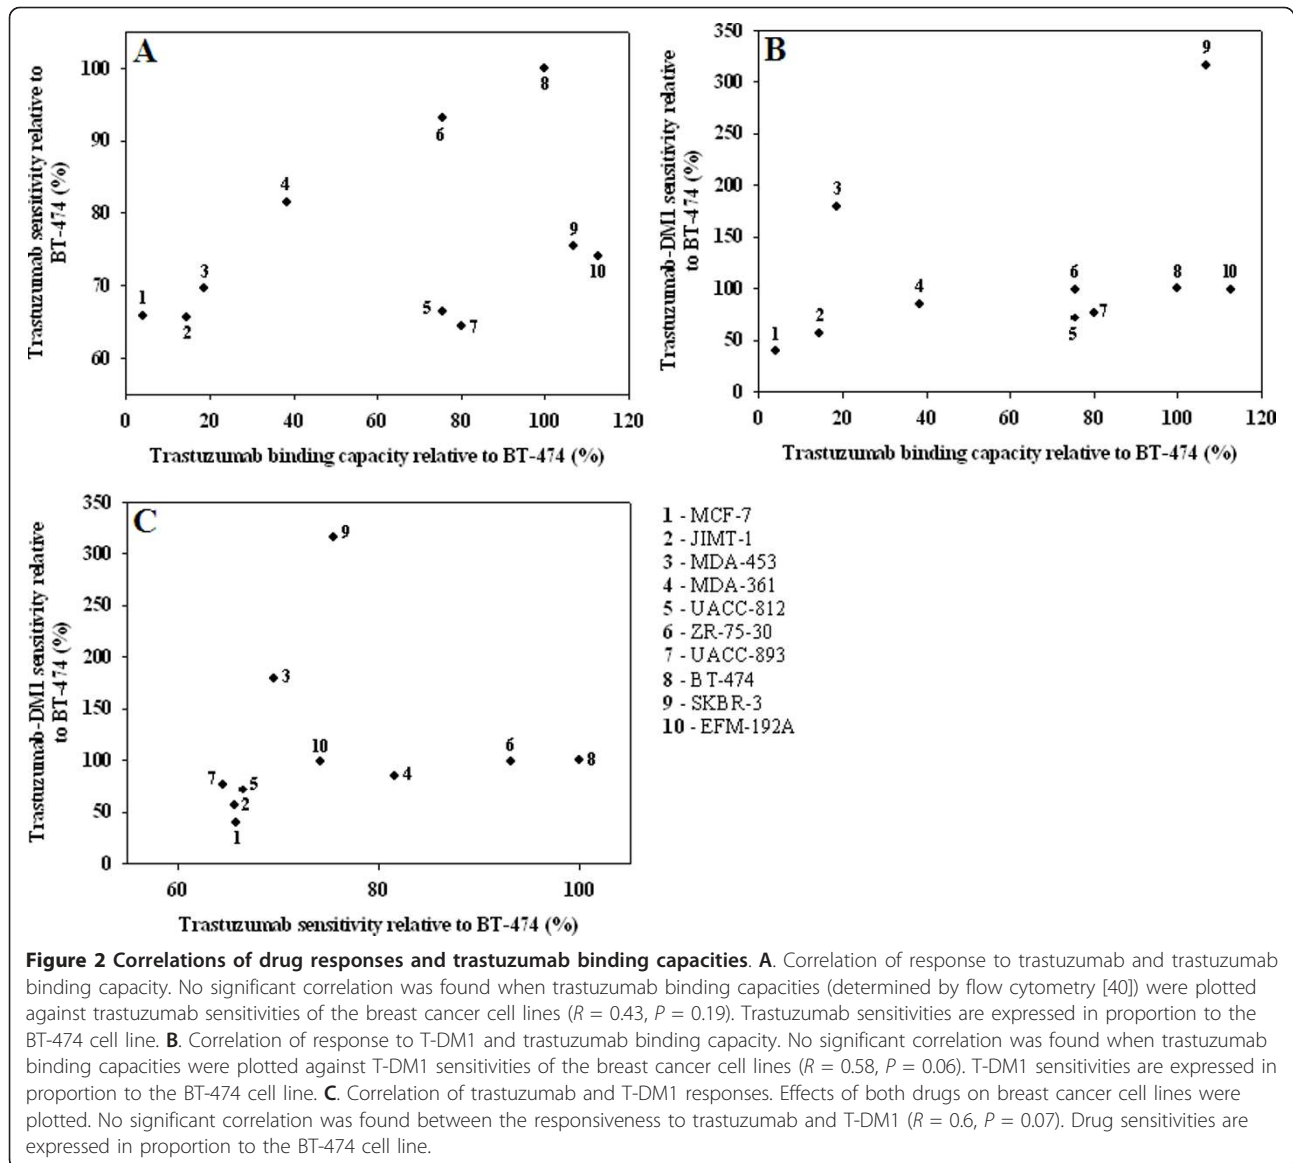 A
Trastuzumab sensitivity relative to
BT-474 (%)
100
90
80
70
60
1
2
3
4
5
6
7
8
9
10
0 20 40 60 80 100 120
Trastuzumab binding capacity relative to BT-474 (%)
B
Trastuzumab-DM1 sensitivity relative
to BT-474 (%)
350
300
250
200
150
100
50
0
1
2
3
4
5
6
7
8
9
10
0 20 40 60 80 100 120
Trastuzumab binding capacity relative to BT-474 (%)
C
Trastuzumab-DM1 sensitivity relative
to BT-474 (%)
350
300
250
200
150
100
50
0
9
3
10
6
8
4
7
5
2
1
60 80 100
Trastuzumab sensitivity relative to BT-474 (%)
1 - MCF-7
2 - JIMT-1
3 - MDA-453
4 - MDA-361
5 - UACC-812
6 - ZR-75-30
7 - UACC-893
8 - BT-474
9 - SKBR-3
10 - EFM-192A
Figure 2 Correlations of drug responses and trastuzumab binding capacities. A. Correlation of response to trastuzumab and trastuzumab
binding capacity. No significant correlation was found when trastuzumab binding capacities (determined by flow cytometry [40]) were plotted
against trastuzumab sensitivities of the breast cancer cell lines (R = 0.43, P = 0.19). Trastuzumab sensitivities are expressed in proportion to the
BT-474 cell line. B. Correlation of response to T-DM1 and trastuzumab binding capacity. No significant correlation was found when trastuzumab
binding capacities were plotted against T-DM1 sensitivities of the breast cancer cell lines (R = 0.58, P = 0.06). T-DM1 sensitivities are expressed in
proportion to the BT-474 cell line. C. Correlation of trastuzumab and T-DM1 responses. Effects of both drugs on breast cancer cell lines were
plotted. No significant correlation was found between the responsiveness to trastuzumab and T-DM1 (R = 0.6, P = 0.07). Drug sensitivities are
expressed in proportion to the BT-474 cell line.